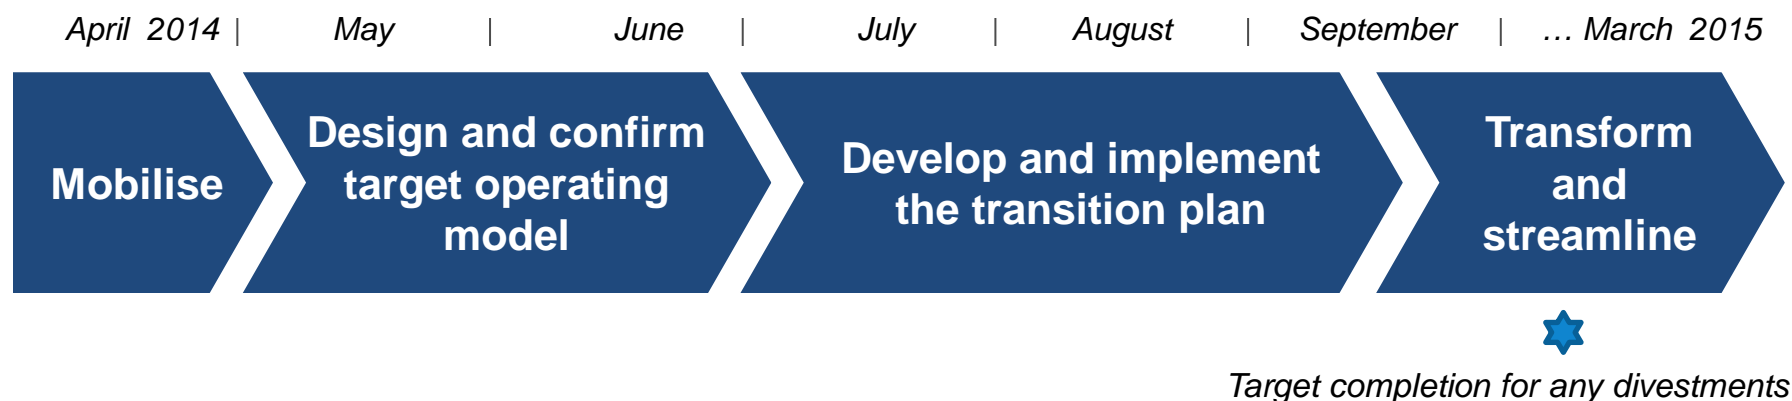 April 2014 | May | June | July | August | September | … March 2015
Mobilise
Design and confirm
target operating
model
Develop and implement
the transition plan
Transform
and
streamline
Target completion for any divestments